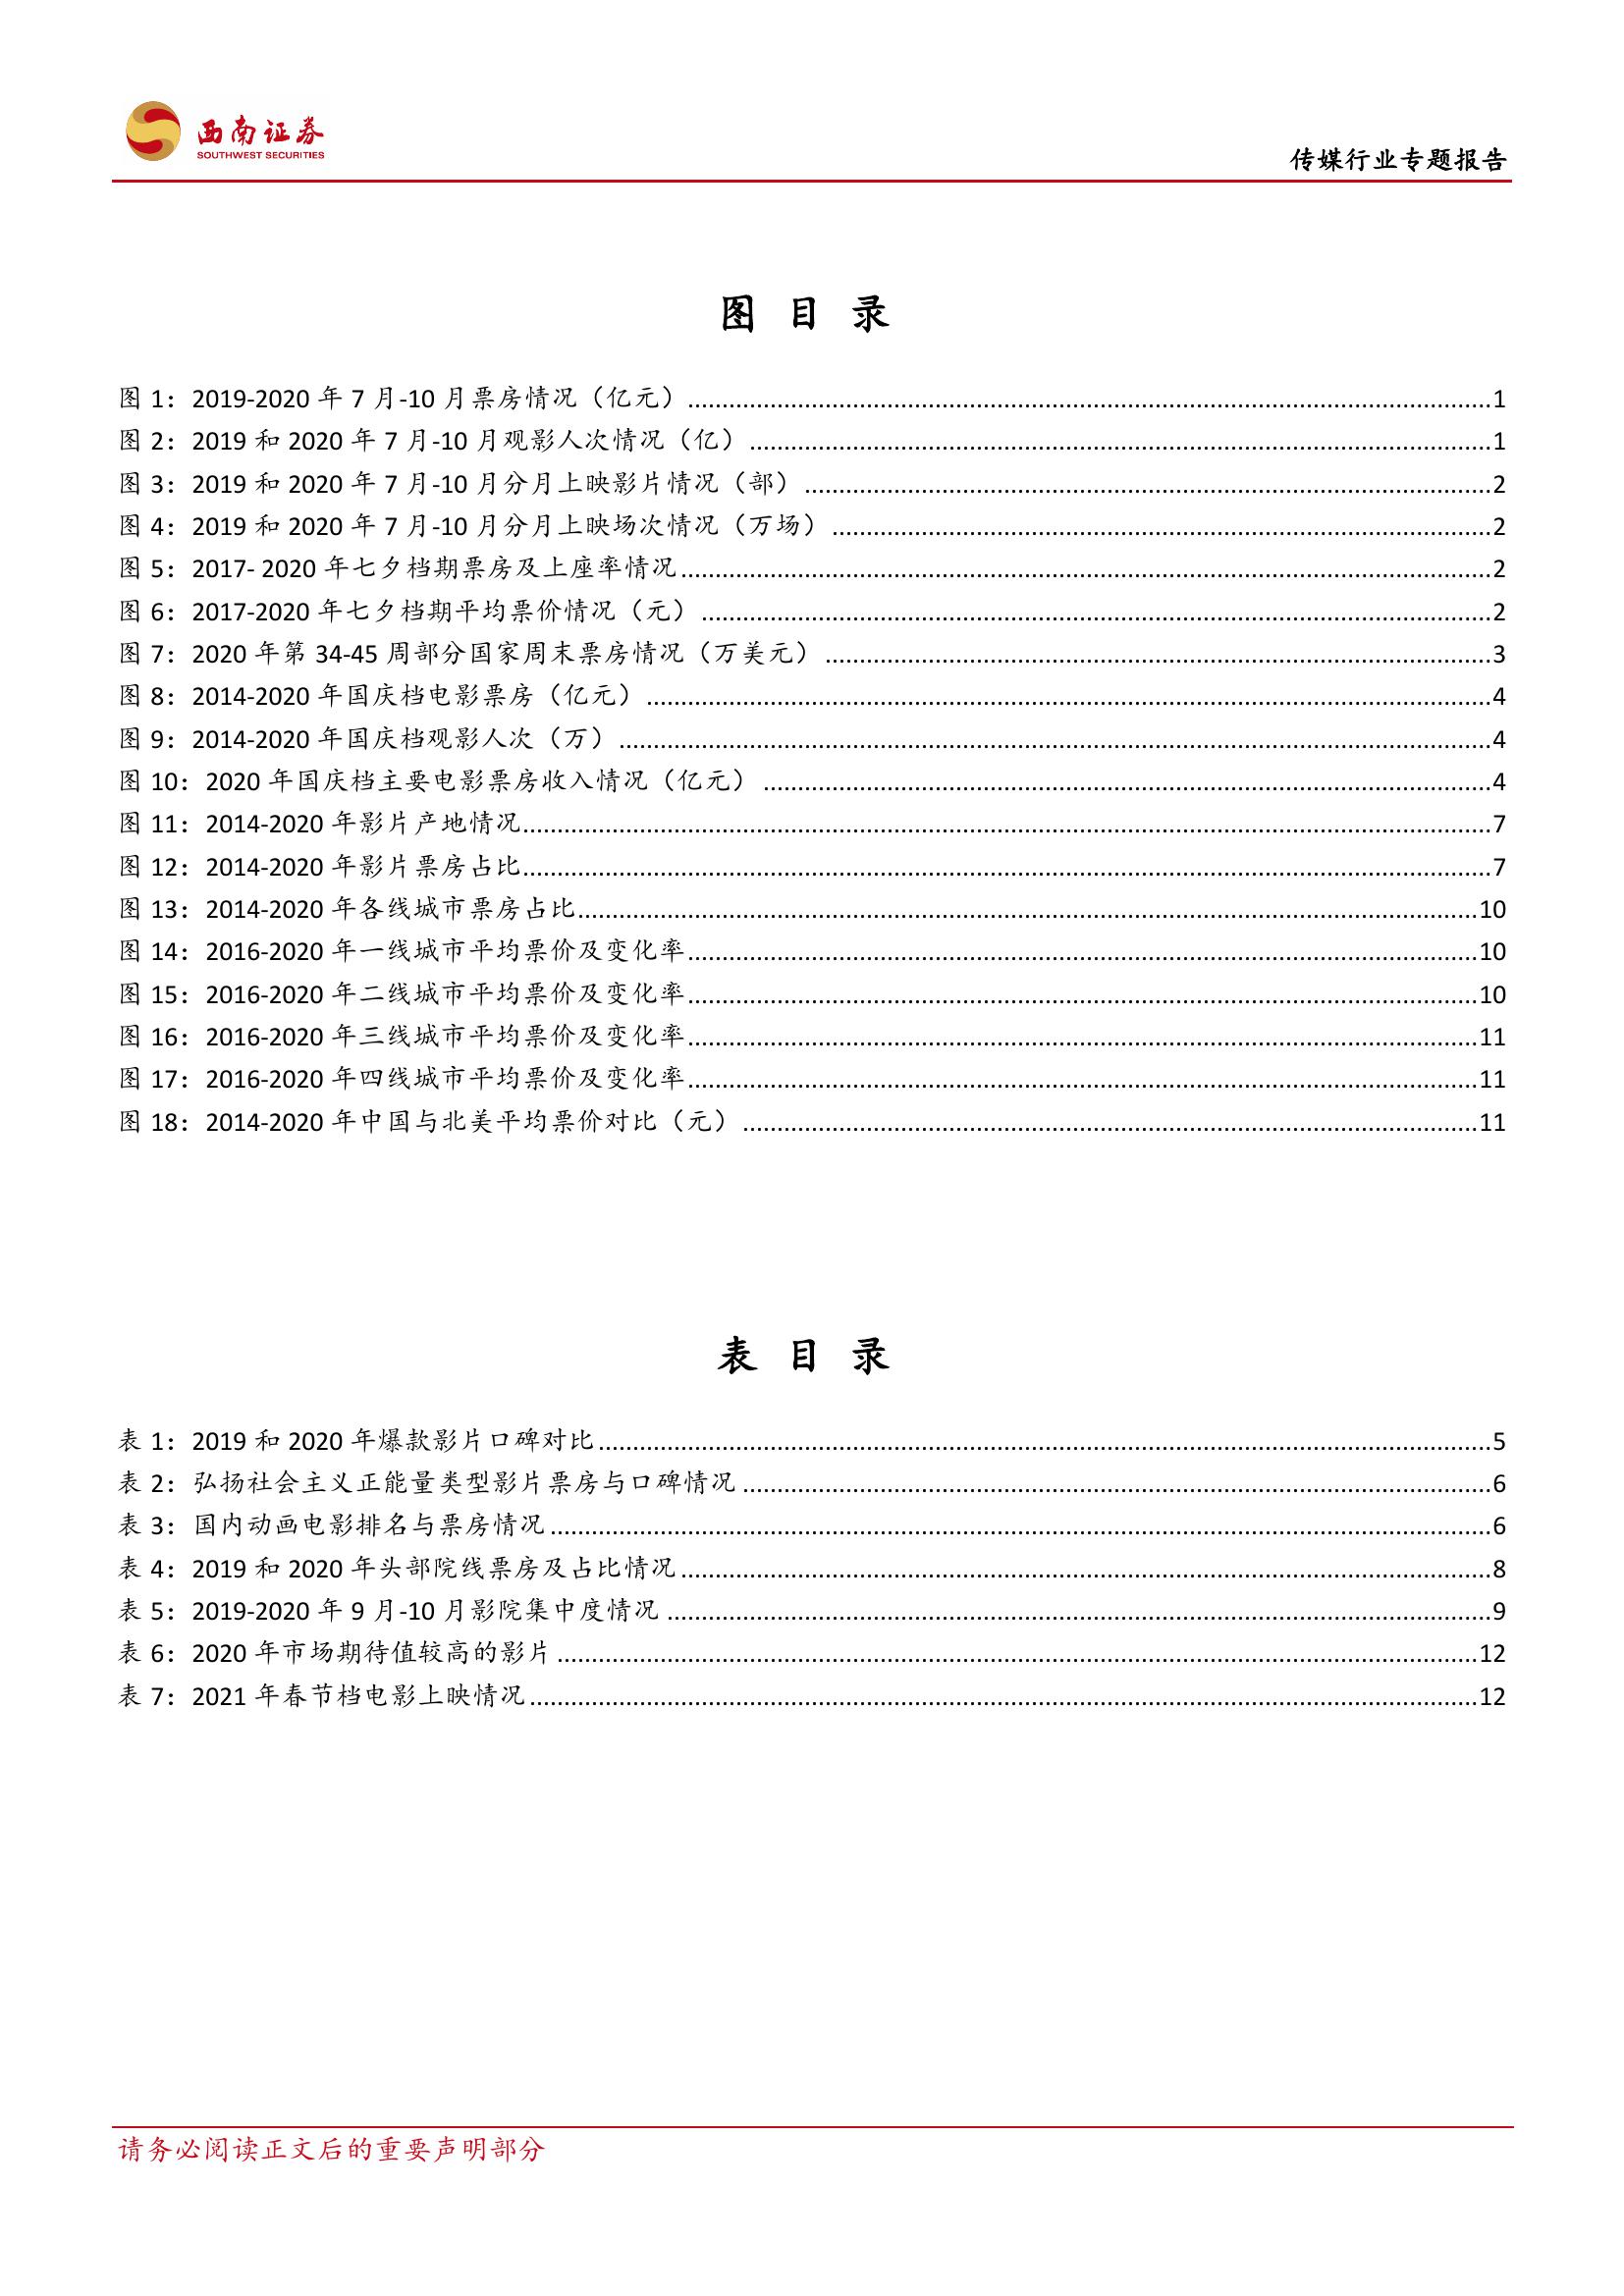 西南证券
SOUTHWEST SECURITIES
传媒行业专题报告
图 目 录
图 1：2019-2020 年 7 月-10 月票房情况（亿元）1
图 2：2019 和 2020 年 7 月-10 月观影人次情况（亿）1
图 3：2019 和 2020 年 7 月-10 月分月上映影片情况（部）2
图 4：2019 和 2020 年 7 月-10 月分月上映场次情况（万场）2
图 5：2017- 2020 年七夕档期票房及上座率情况2
图 6：2017-2020 年七夕档期平均票价情况（元）2
图 7：2020 年第 34-45 周部分国家周末票房情况（万美元）3
图 8：2014-2020 年国庆档电影票房（亿元）4
图 9：2014-2020 年国庆档观影人次（万）4
图 10：2020 年国庆档主要电影票房收入情况（亿元）4
图 11：2014-2020 年影片产地情况7
图 12：2014-2020 年影片票房占比7
图 13：2014-2020 年各线城市票房占比10
图 14：2016-2020 年一线城市平均票价及变化率10
图 15：2016-2020 年二线城市平均票价及变化率10
图 16：2016-2020 年三线城市平均票价及变化率11
图 17：2016-2020 年四线城市平均票价及变化率11
图 18：2014-2020 年中国与北美平均票价对比（元）11
表 目 录
表 1：2019 和 2020 年爆款影片口碑对比5
表 2：弘扬社会主义正能量类型影片票房与口碑情况6
表 3：国内动画电影排名与票房情况6
表 4：2019 和 2020 年头部院线票房及占比情况8
表 5：2019-2020 年 9 月-10 月影院集中度情况9
表 6：2020 年市场期待值较高的影片12
表 7：2021 年春节档电影上映情况12
请务必阅读正文后的重要声明部分